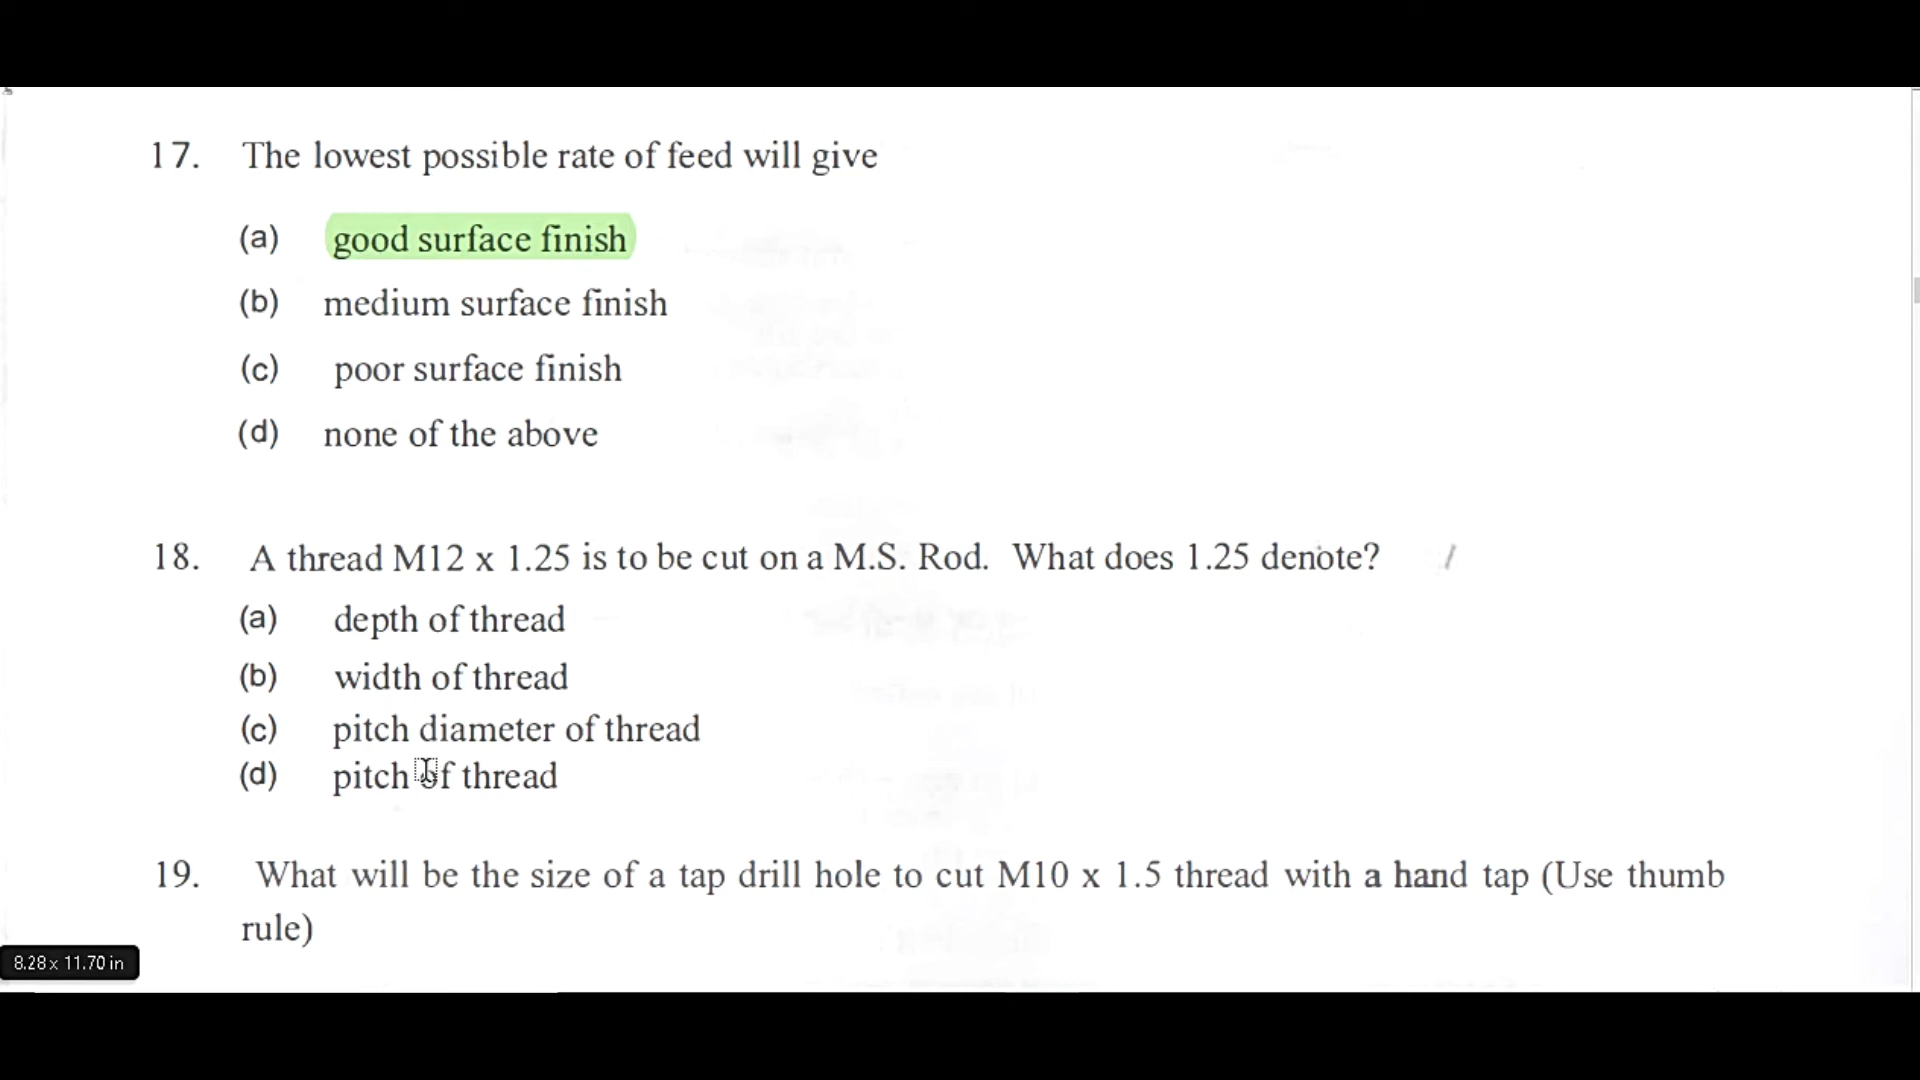 17. The lowest possible rate of feed will give
(a) good surface finish
(b) medium surface finish
(c) poor surface finish
(d) none of the above
18. A thread M12 x 1.25 is to be cut on a M.S. Rod. What does 1.25 denote?
(a) depth of thread
(b) width of thread
(c) pitch diameter of thread
(d) pitch of thread
19. What will be the size of a tap drill hole to cut M10 x 1.5 thread with a hand tap (Use thumb
rule)
8.28 x 11.70 in